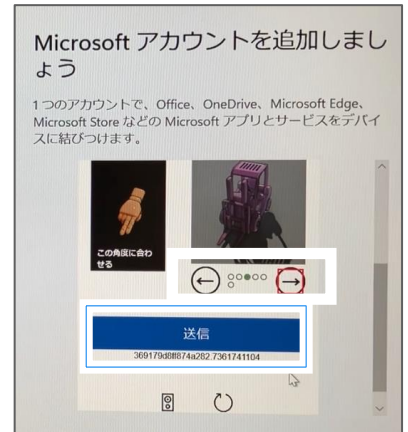 Microsoft アカウントを追加しまし
ょう
1 つのアカウントで、Office、OneDrive、Microsoft Edge、
Microsoft Store などの Microsoft アプリとサービスをデバイ
スに結びつけます。
この角度に合わ
せる
送信
369179d8ff874a282.7361741104